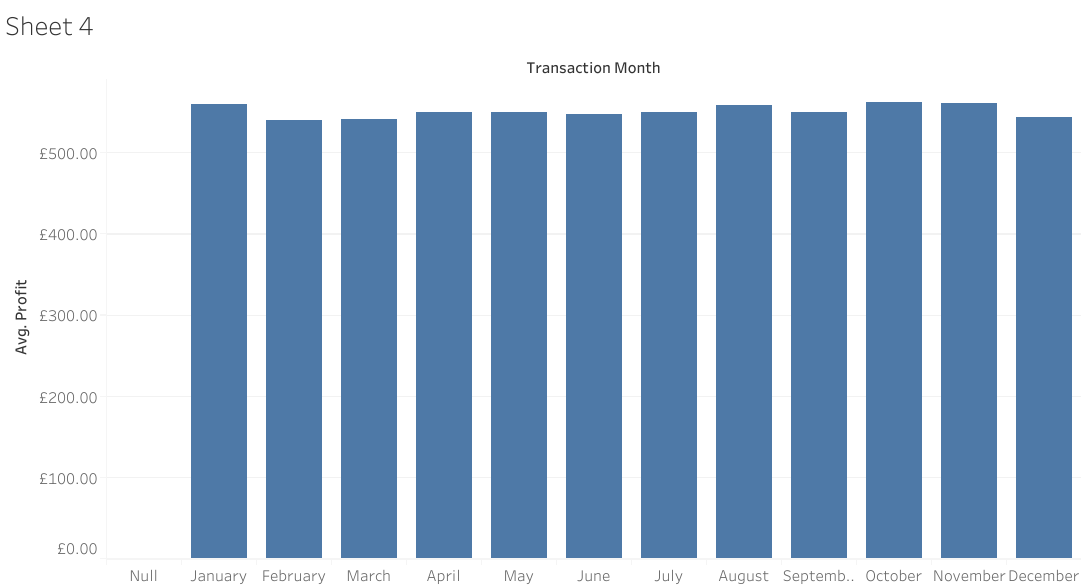 Sheet 4
Transaction Month
Avg. Profit
£500.00
£400.00
£300.00
£200.00
£100.00
£0.00
Null January February March April May June July August Septemb.. October November December